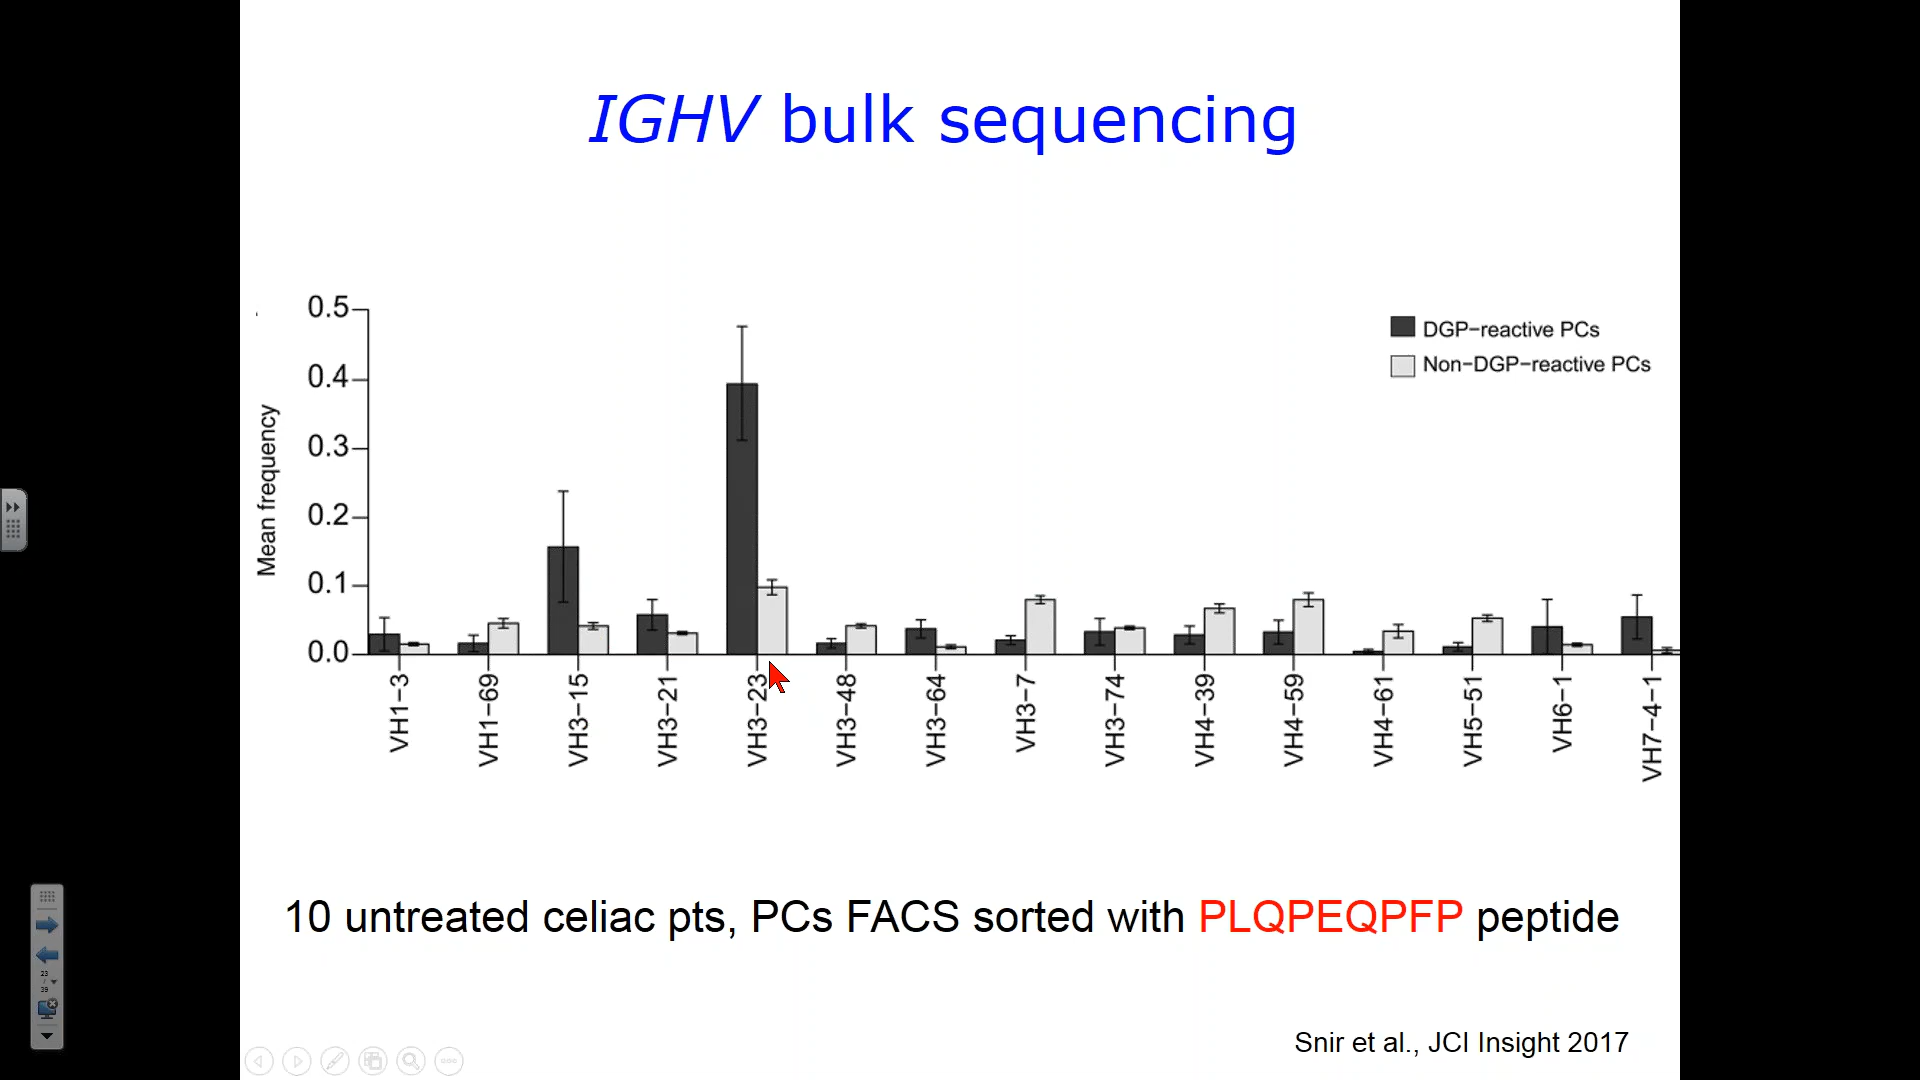 IGHV bulk sequencing
0.5
0.4
0.3
0.2
0.1
0.0
Mean frequency
DGP-reactive PCs
Non-DGP-reactive PCs
VH1-3
VH1-69
VH3-15
VH3-21
VH3-23
VH3-48
VH3-64
VH3-7
VH3-74
VH4-39
VH4-59
VH4-61
VH5-51
VH6-1
VH7-4-1
10 untreated celiac pts, PCs FACS sorted with PLQPEQPFP peptide
Snir et al., JCI Insight 2017
23
/
39